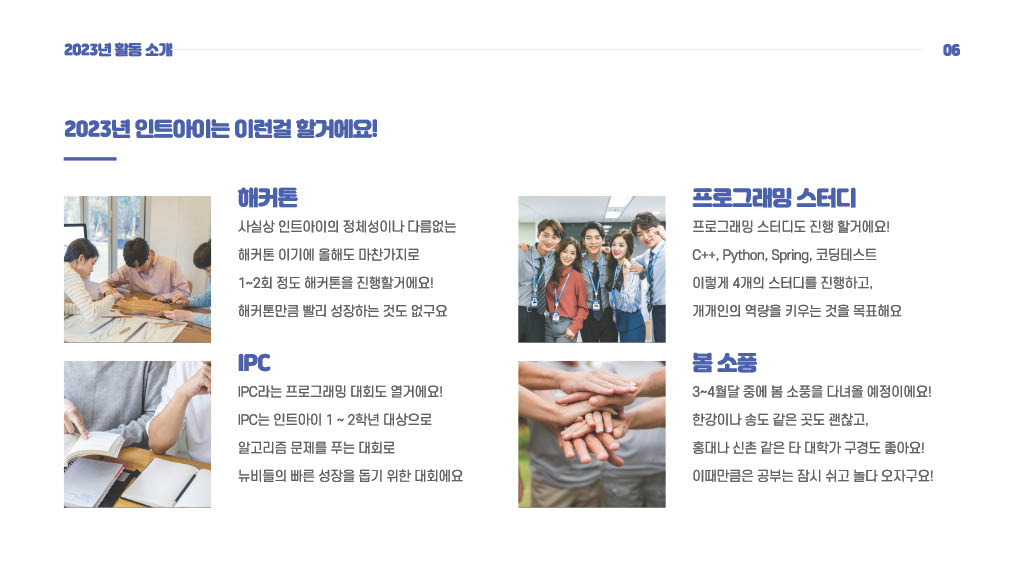 2023년 활동 소개
06
2023년 인트아이는 이런걸 할거에요!
해커톤
사실상 인트아이의 정체성이나 다름없는
해커톤 이기에 올해도 마찬가지로
1~2회 정도 해커톤을 진행할거에요!
해커톤만큼 빨리 성장하는 것도 없구요
프로그래밍 스터디
프로그래밍 스터디도 진행 할거에요!
C++, Python, Spring, 코딩테스트
이렇게 4개의 스터디를 진행하고,
개개인의 역량을 키우는 것을 목표해요
IPC
IPC라는 프로그래밍 대회도 열거에요!
IPC는 인트아이 1 ~ 2학년 대상으로
알고리즘 문제를 푸는 대회로
뉴비들의 빠른 성장을 돕기 위한 대회에요
봄 소풍
3~4월달 중에 봄 소풍을 다녀올 예정이에요!
한강이나 송도 같은 곳도 괜찮고,
홍대나 신촌 같은 타 대학가 구경도 좋아요!
이때만큼은 공부는 잠시 쉬고 놀다 오자구요!